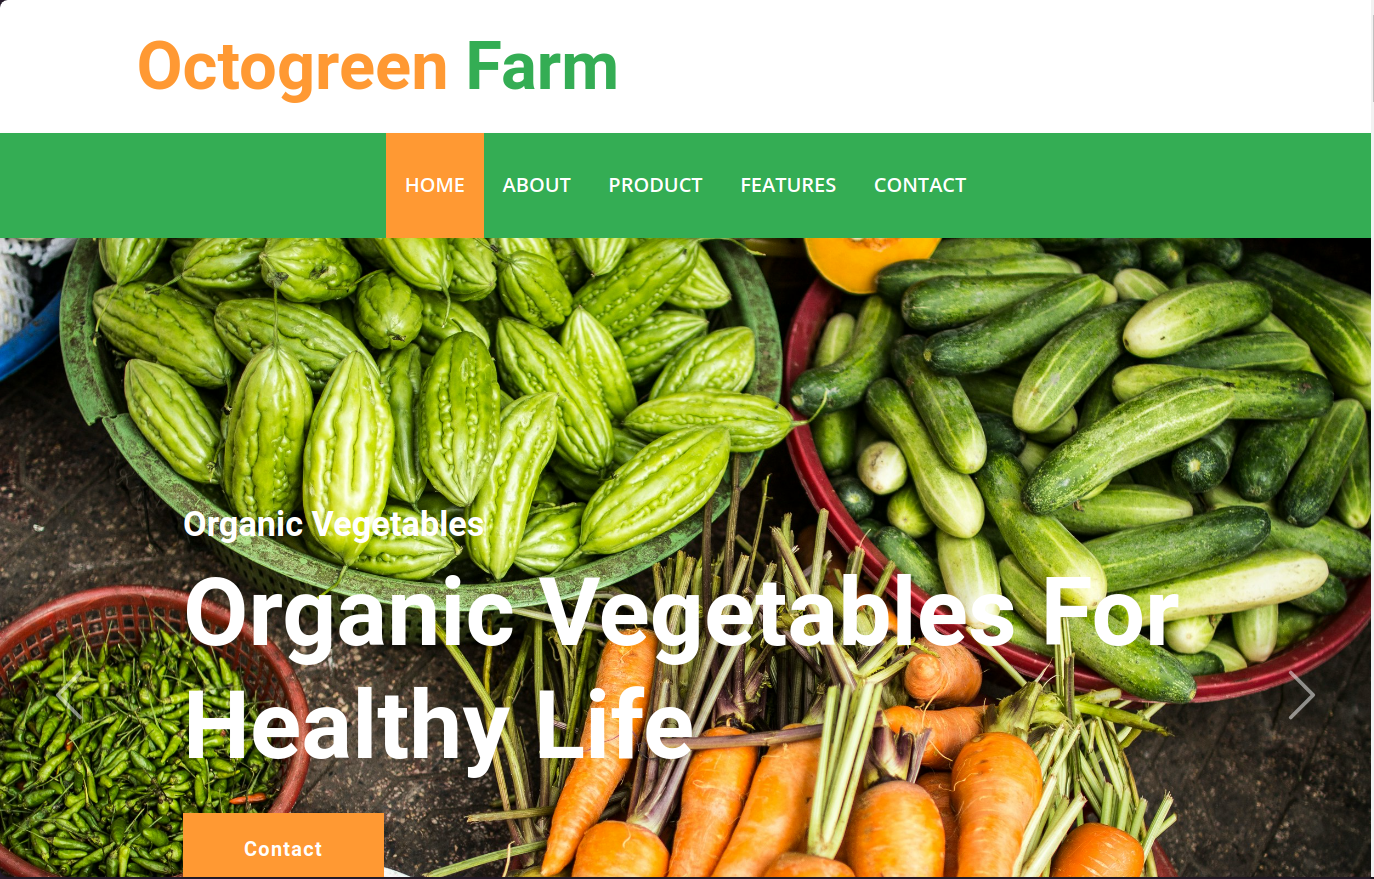 Octogreen Farm
HOME ABOUT PRODUCT FEATURES CONTACT
Organic Vegetables
Organic Vegetables For
Healthy Life
Contact